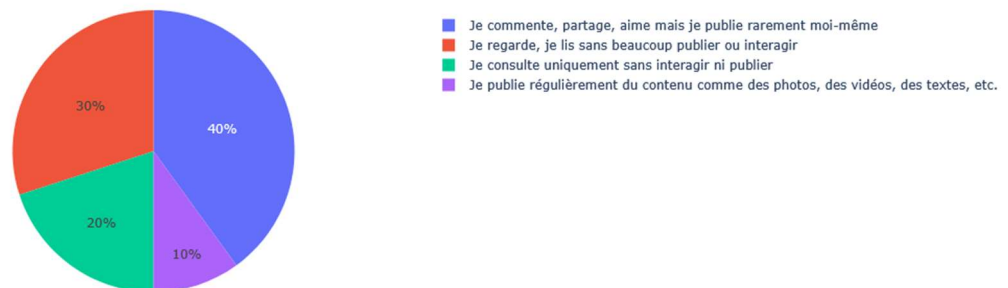 40%
30%
20%
10%
Je commente, partage, aime mais je publie rarement moi-même
Je regarde, je lis sans beaucoup publier ou interagir
Je consulte uniquement sans interagir ni publier
Je publie régulièrement du contenu comme des photos, des vidéos, des textes, etc.